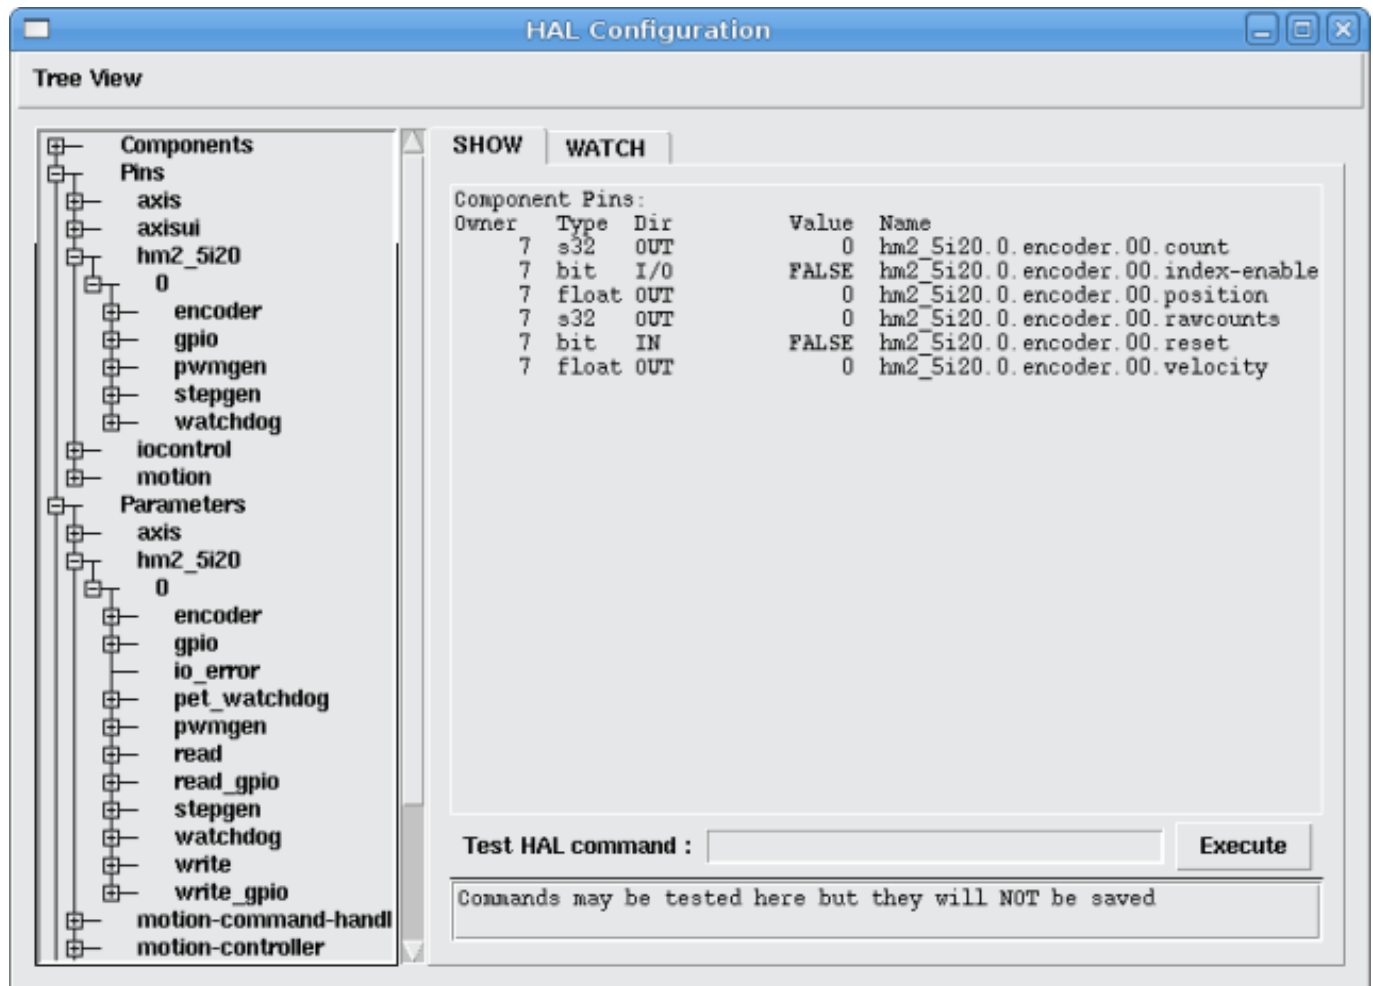 HAL Configuration
Tree View
Components
Pins
axis
axisui
hm2_5i20
0
encoder
gpio
pwmgen
stepgen
watchdog
iocontrol
motion
Parameters
axis
hm2_5i20
0
encoder
gpio
io_error
pet_watchdog
pwmgen
read
read_gpio
stepgen
watchdog
write
write_gpio
motion-command-handl
motion-controller
SHOW WATCH
Component Pins:
Owner Type Dir Value Name
7 s32 OUT 0 hm2_5i20.0.encoder.00.count
7 bit I/O FALSE hm2_5i20.0.encoder.00.index-enable
7 float OUT 0 hm2_5i20.0.encoder.00.position
7 s32 OUT 0 hm2_5i20.0.encoder.00.rawcounts
7 bit IN FALSE hm2_5i20.0.encoder.00.reset
7 float OUT 0 hm2_5i20.0.encoder.00.velocity
Test HAL command : Execute
Commands may be tested here but they will NOT be saved